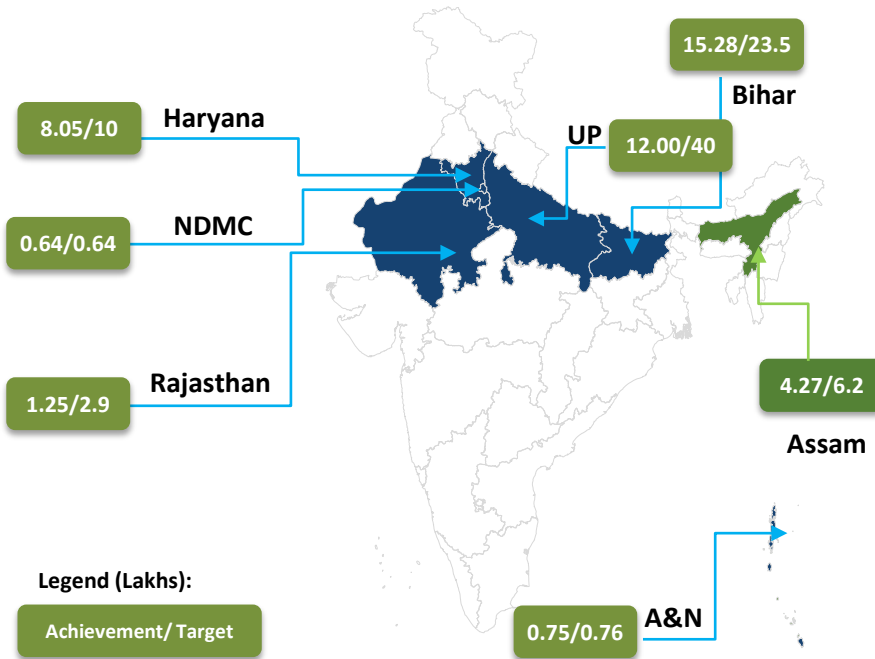 15.28/23.5
Bihar
8.05/10
Haryana
UP
12.00/40
NDMC
0.64/0.64
Rajasthan
1.25/2.9
4.27/6.2
Assam
Legend (Lakhs):
Achievement/ Target
0.75/0.76
A&N